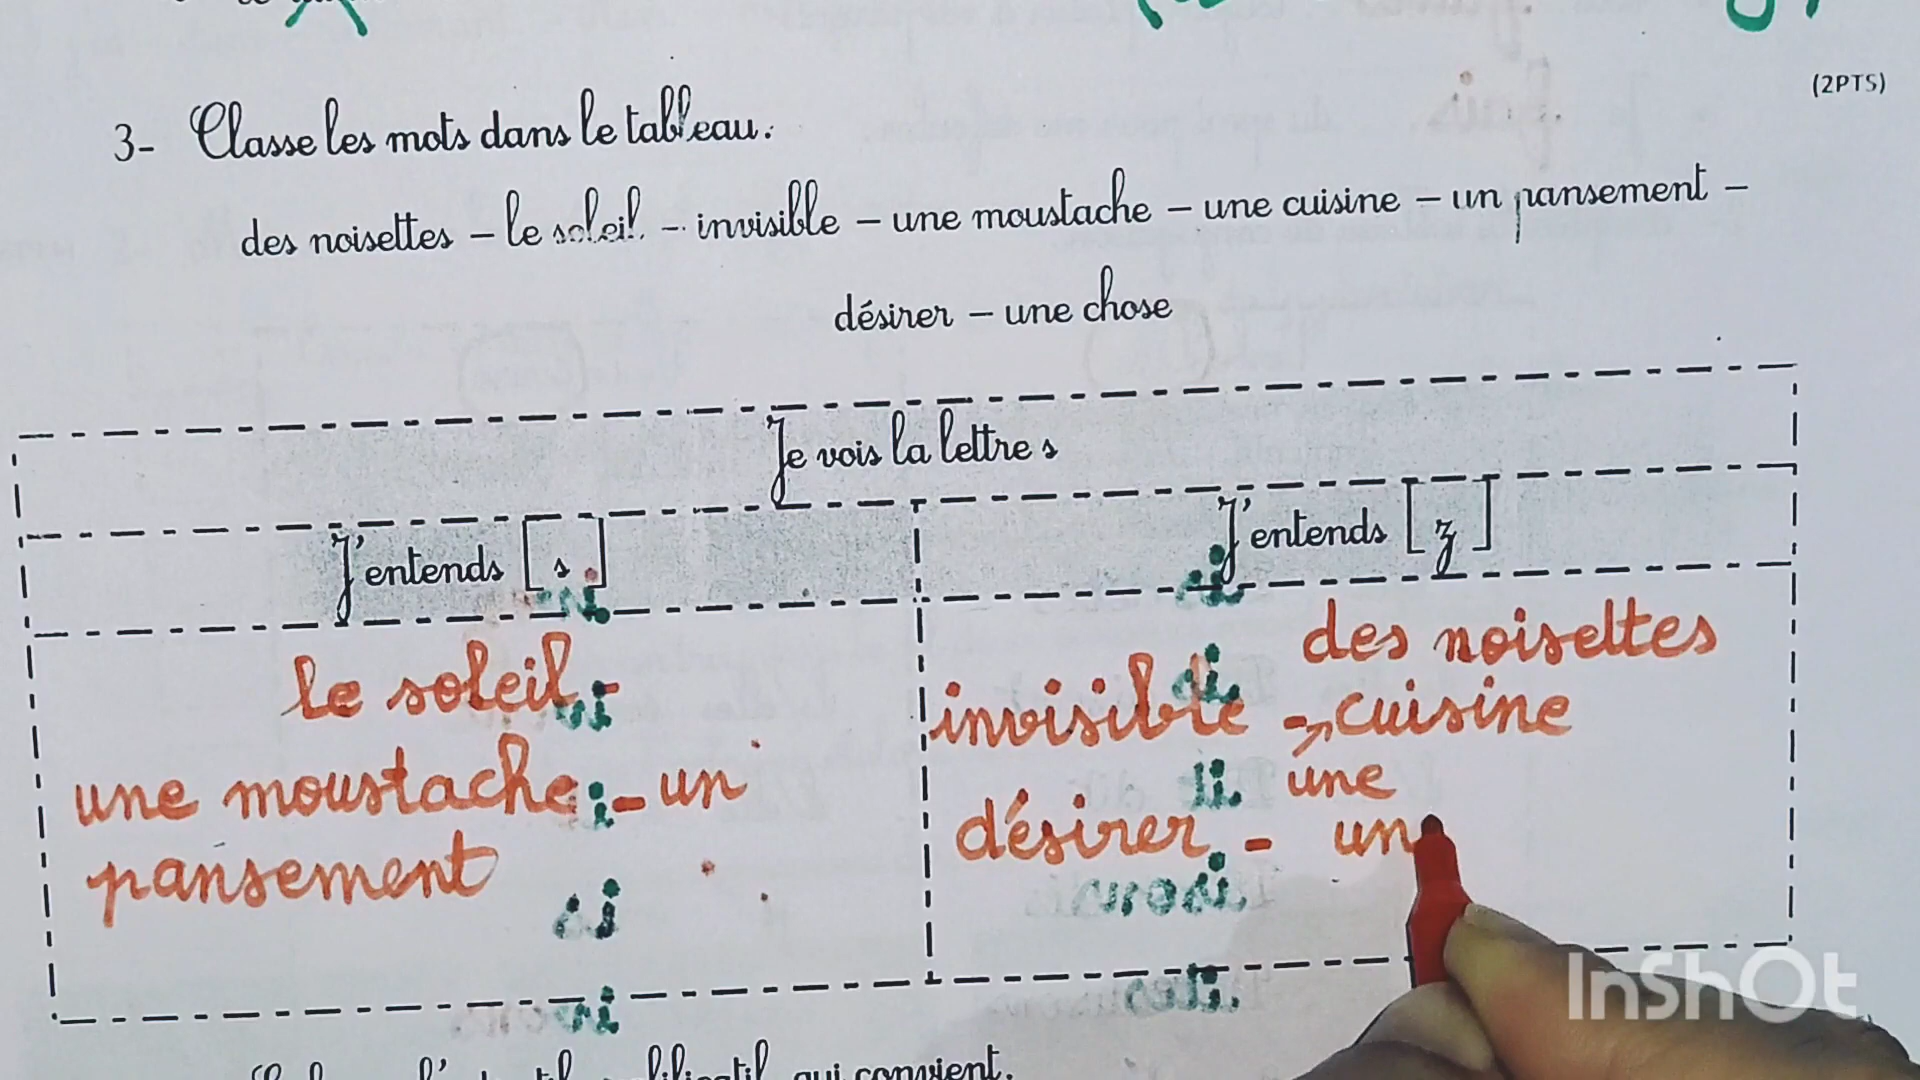 (2PTS)
3- Classe les mots dans le tableau.
des noisettes – le soleil – invisible – une moustache – une cuisine – un pansement –
désirer – une chose
Je vois la lettre s
J'entends [s]
J'entends [z]
le soleil -
une moustache - un
pansement
des noisettes
invisible - cuisine
une
désirer - un
qui convient.
InShOt